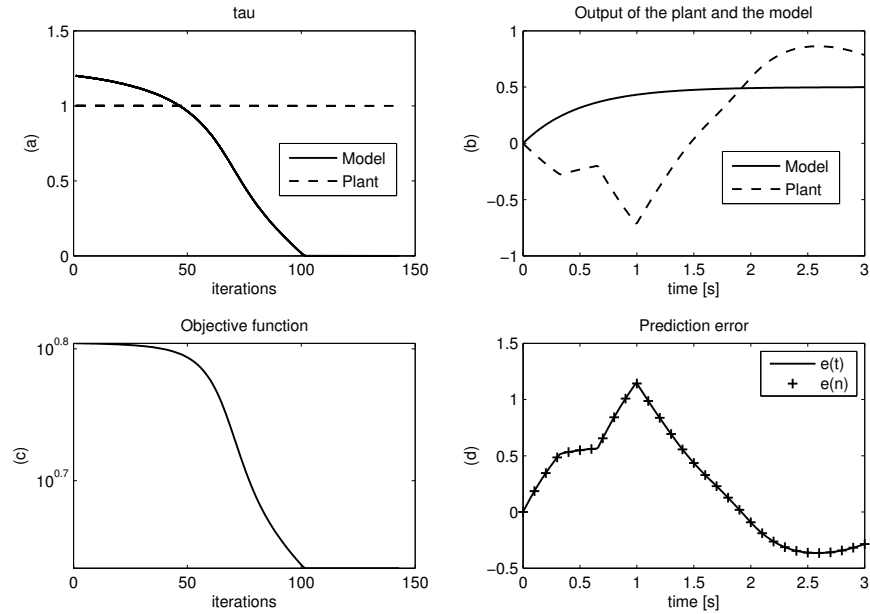 tau
1.5
1
0.5
0
(a)
0
50
100
150
iterations
Model
Plant
Output of the plant and the model
1
0.5
0
−0.5
−1
(b)
0
0.5
1
1.5
2
2.5
3
time [s]
Model
Plant
Objective function
10^0.8
10^0.7
(c)
0
50
100
150
iterations
Prediction error
1.5
1
0.5
0
−0.5
(d)
0
0.5
1
1.5
2
2.5
3
time [s]
e(t)
e(n)